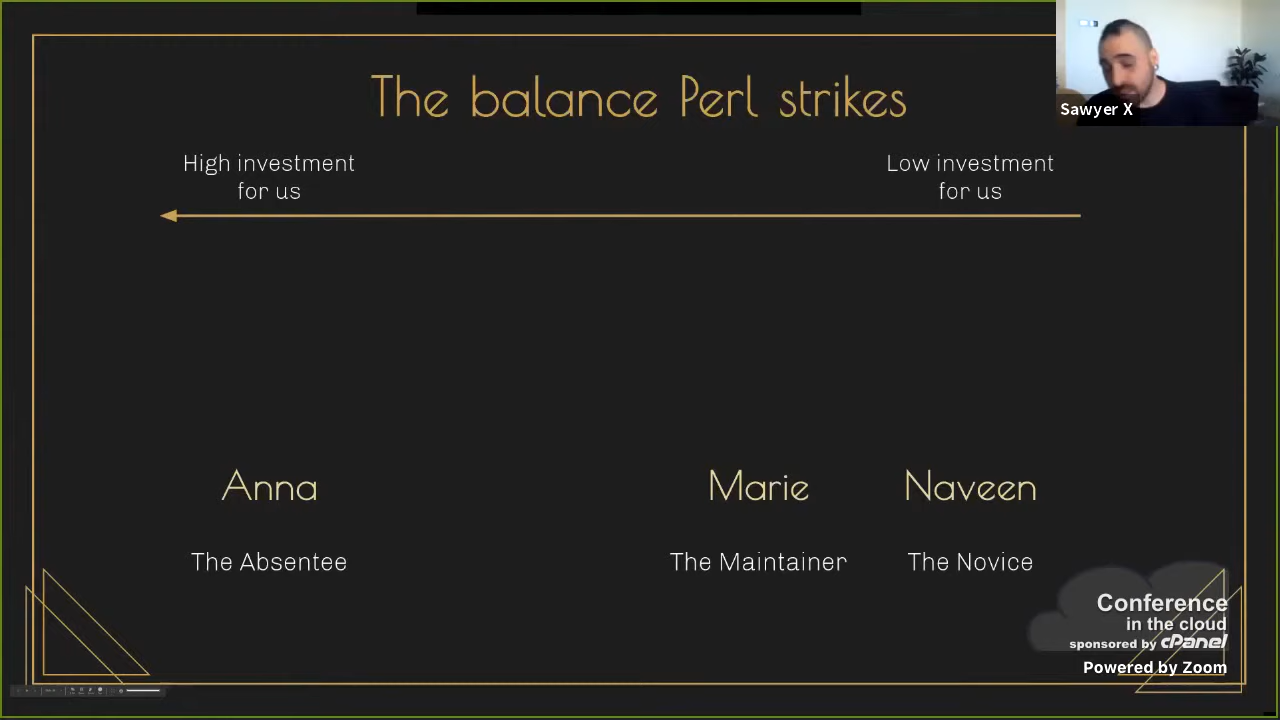 The balance Perl strikes
Sawyer X
High investment
for us
Low investment
for us
Anna
Marie
Naveen
The Absentee
The Maintainer
The Novice
Conference
in the cloud
sponsored by cPanel
Powered by Zoom